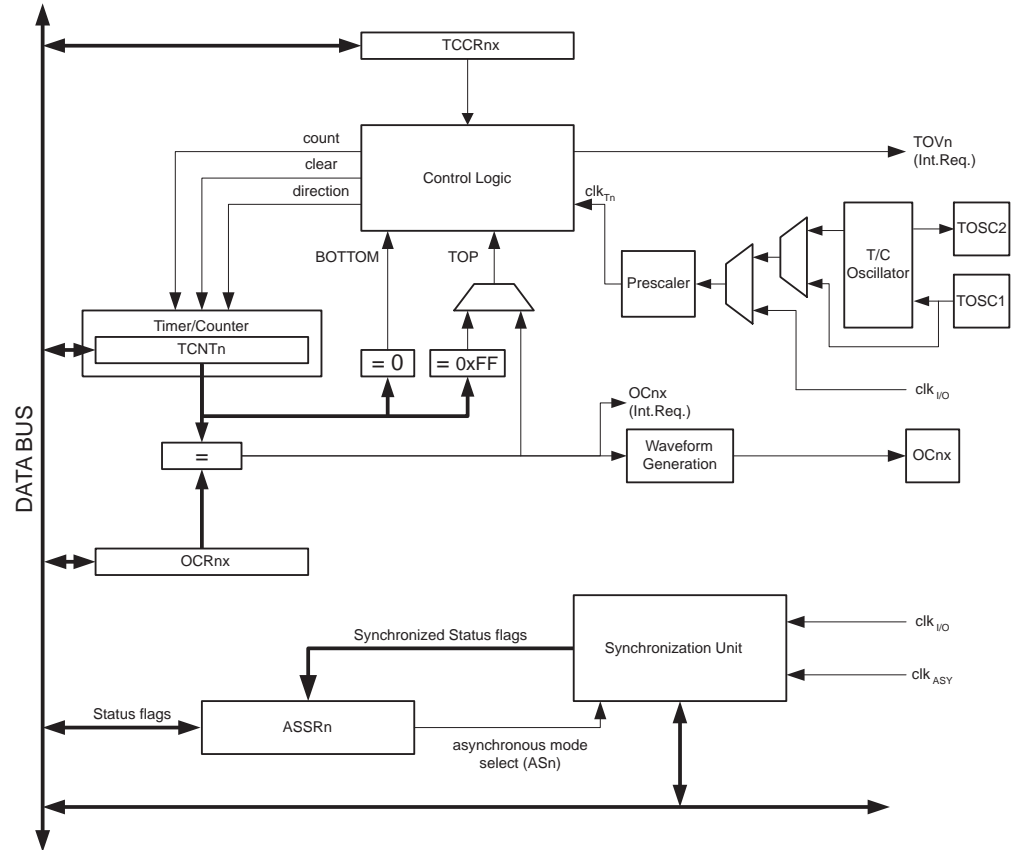 TCCRnx
count
clear
direction
Control Logic
TOVn
(Int.Req.)
clkTn
BOTTOM
TOP
TOSC2
T/C
Oscillator
TOSC1
Prescaler
Timer/Counter
TCNTn
= 0
= 0xFF
clkI/O
OCnx
(Int.Req.)
=
Waveform
Generation
OCnx
DATA BUS
OCRnx
Synchronized Status flags
Synchronization Unit
clkI/O
clkASY
Status flags
ASSRn
asynchronous mode
select (ASn)